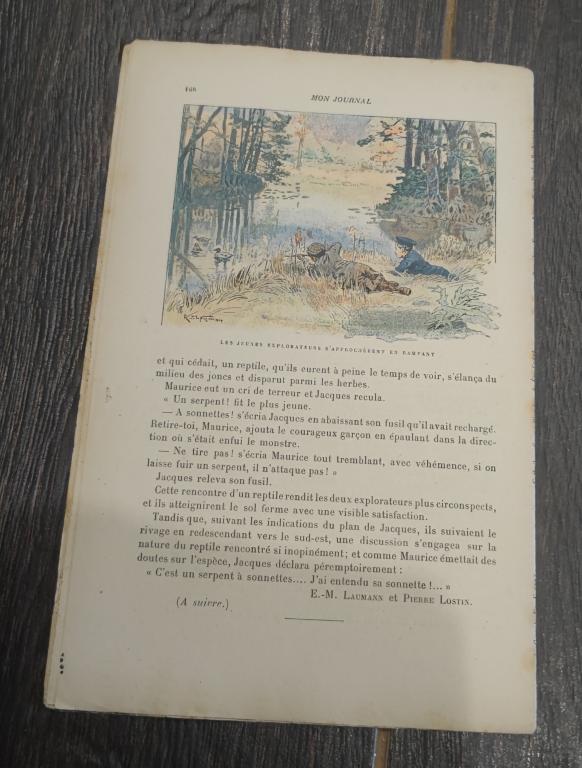 168
MON JOURNAL
LES JEUNES EXPLORATEURS S'APPROCHÈRENT EN RAMPANT
et qui cédait, un reptile, qu'ils eurent à peine le temps de voir, s'élança du
milieu des joncs et disparut parmi les herbes.
Maurice eut un cri de terreur et Jacques recula.
« Un serpent! fit le plus jeune.
— A sonnettes! s'écria Jacques en abaissant son fusil qu'il avait rechargé.
Retire-toi, Maurice, ajouta le courageux garçon en épaulant dans la direc-
tion où s'était enfui le monstre.
— Ne tire pas! s'écria Maurice tout tremblant, avec véhémence, si on
laisse fuir un serpent, il n'attaque pas! »
Jacques releva son fusil.
Cette rencontre d'un reptile rendit les deux explorateurs plus circonspects,
et ils atteignirent le sol ferme avec une visible satisfaction.
Tandis que, suivant les indications du plan de Jacques, ils suivaient le
rivage en redescendant vers le sud-est, une discussion s'engagea sur la
nature du reptile rencontré si inopinément; et comme Maurice émettait des
doutes sur l'espèce, Jacques déclara péremptoirement :
« C'est un serpent à sonnettes.... J'ai entendu sa sonnette!... »
E.-M. LAUMANN et PIERRE LOSTIN.
(A suivre.)